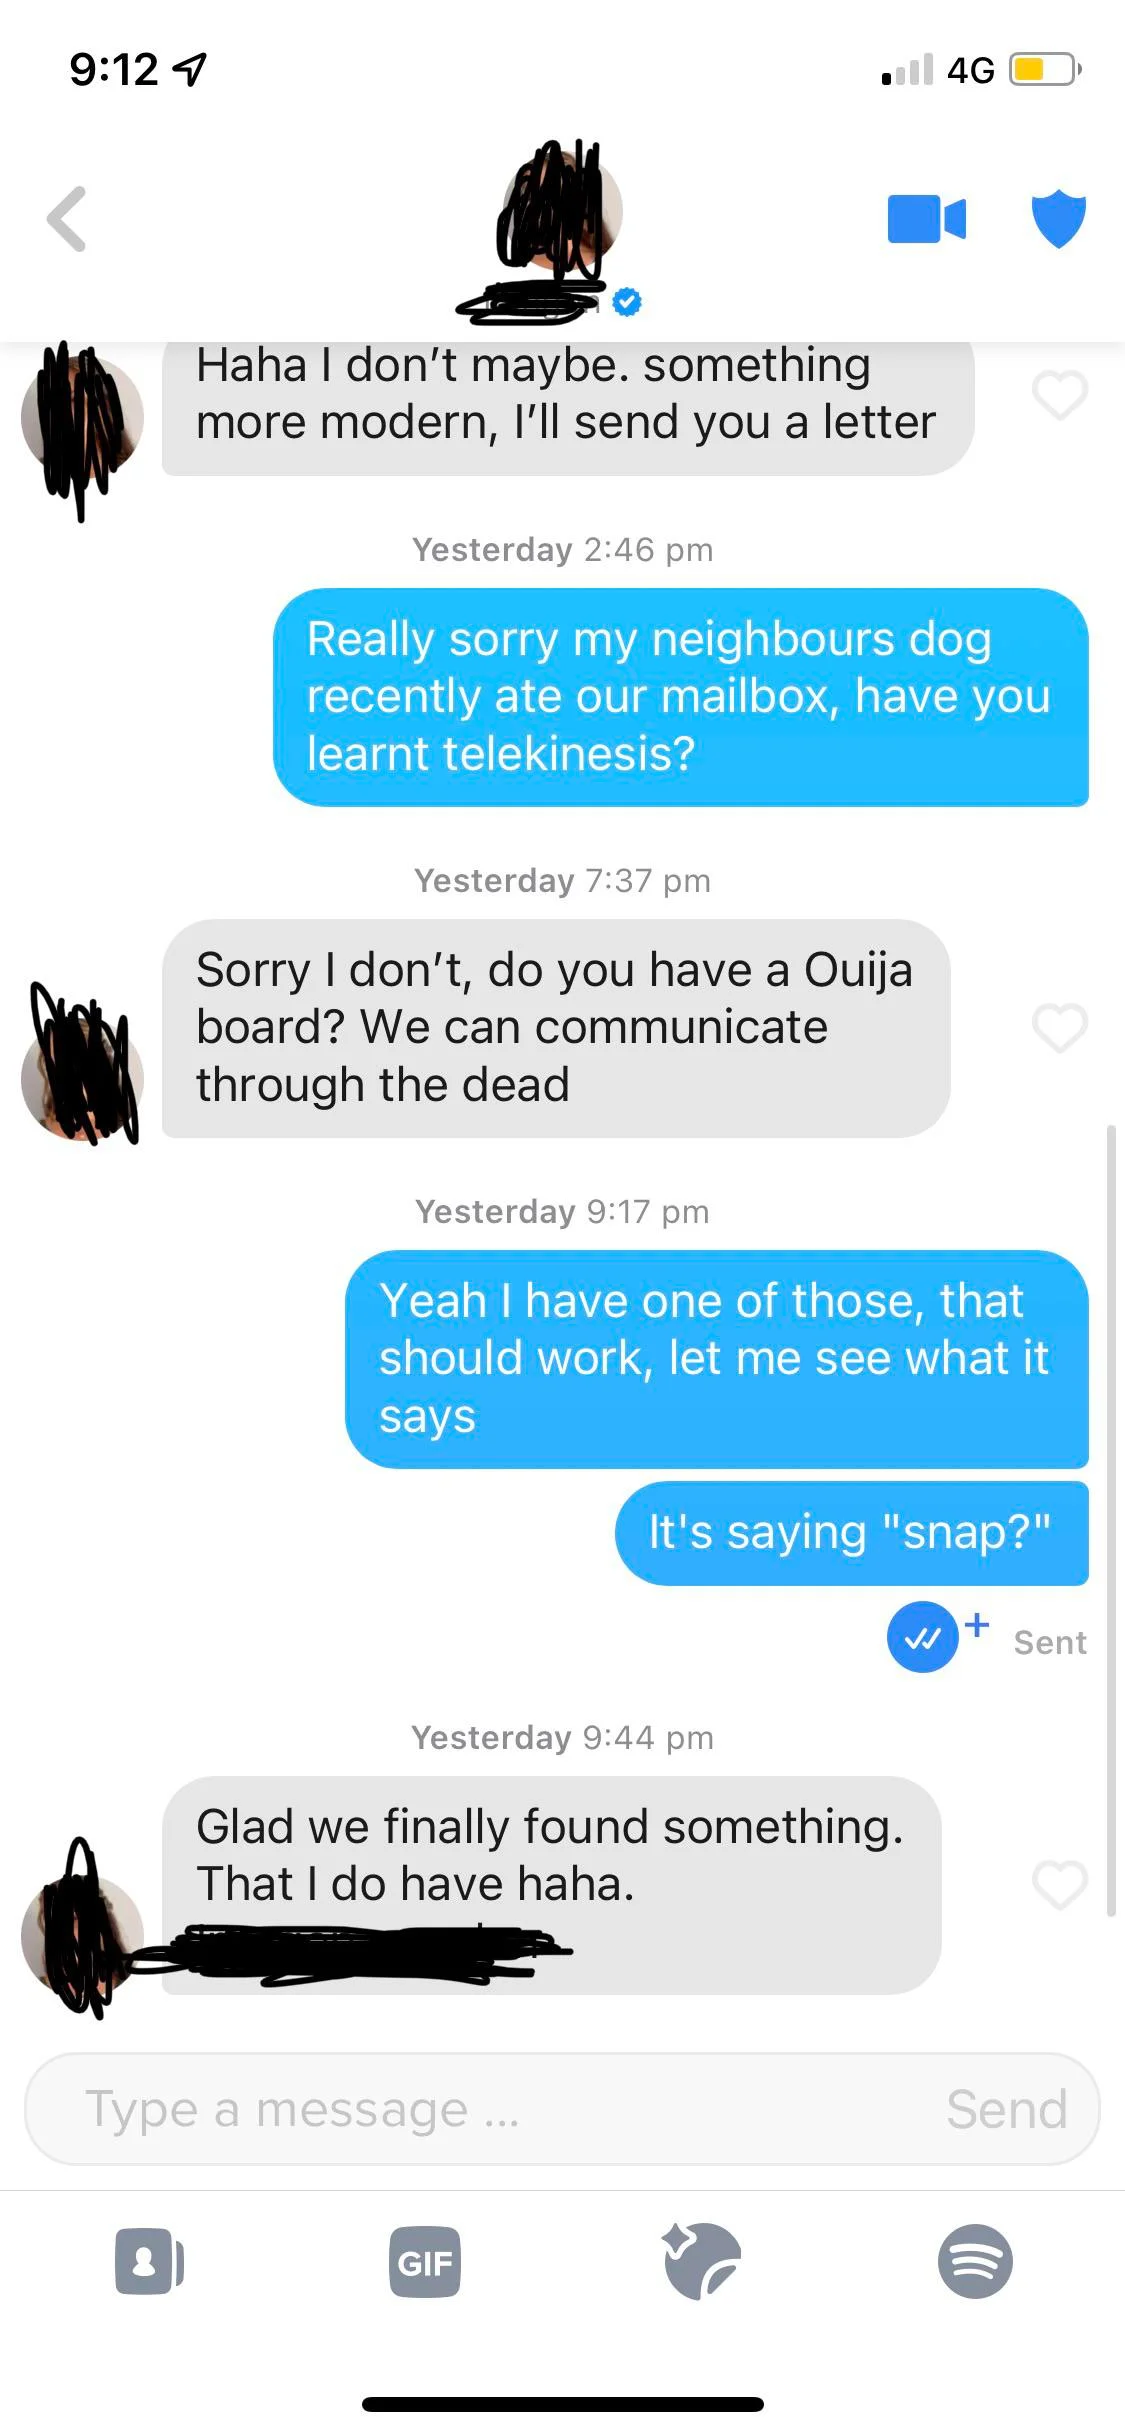 9:12
4G
Haha I don’t maybe. something
more modern, I’ll send you a letter
Yesterday 2:46 pm
Really sorry my neighbours dog
recently ate our mailbox, have you
learnt telekinesis?
Yesterday 7:37 pm
Sorry I don’t, do you have a Ouija
board? We can communicate
through the dead
Yesterday 9:17 pm
Yeah I have one of those, that
should work, let me see what it
says
It's saying "snap?"
Sent
Yesterday 9:44 pm
Glad we finally found something.
That I do have haha.
Type a message ...
Send
GIF